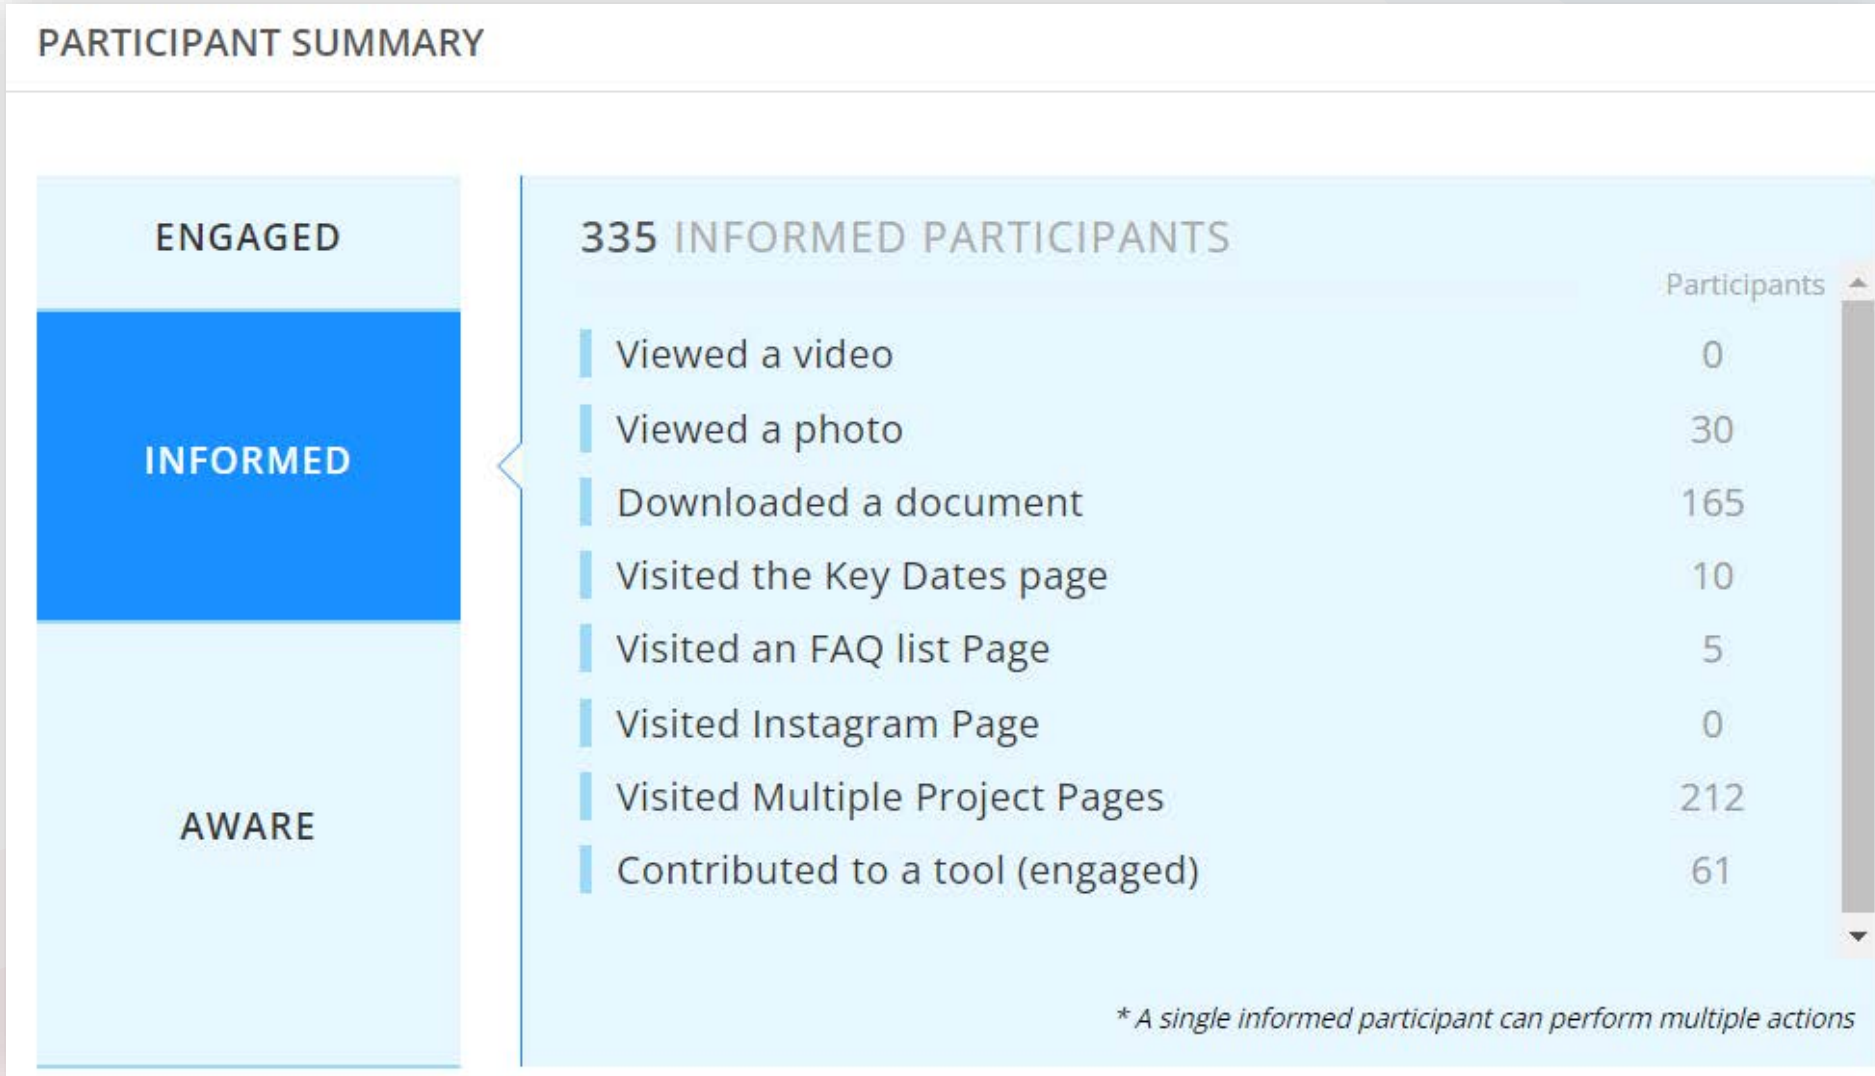 PARTICIPANT SUMMARY
ENGAGED
INFORMED
AWARE
335 INFORMED PARTICIPANTS
Participants
Viewed a video 0
Viewed a photo 30
Downloaded a document 165
Visited the Key Dates page 10
Visited an FAQ list Page 5
Visited Instagram Page 0
Visited Multiple Project Pages 212
Contributed to a tool (engaged) 61
* A single informed participant can perform multiple actions